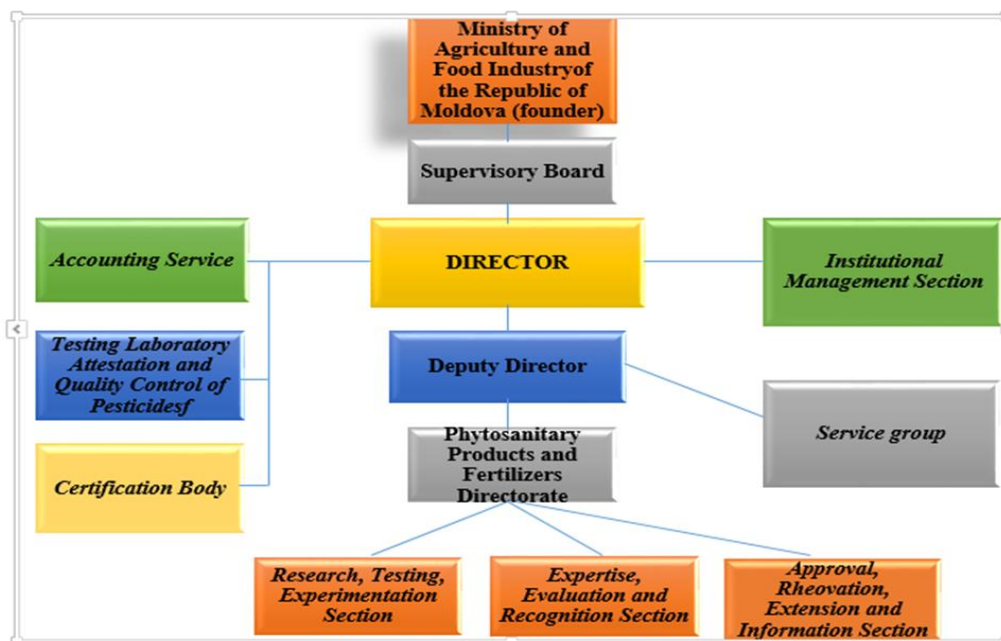 Ministry of
Agriculture and
Food Industryof
the Republic of
Moldova (founder)
Supervisory Board
Accounting Service
DIRECTOR
Institutional
Management Section
Testing Laboratory
Attestation and
Quality Control of
Pesticidesf
Deputy Director
Service group
Phytosanitary
Products and
Fertilizers
Directorate
Certification Body
Research, Testing,
Experimentation
Section
Expertise,
Evaluation and
Recognition Section
Approval,
Rheovation,
Extension and
Information Section